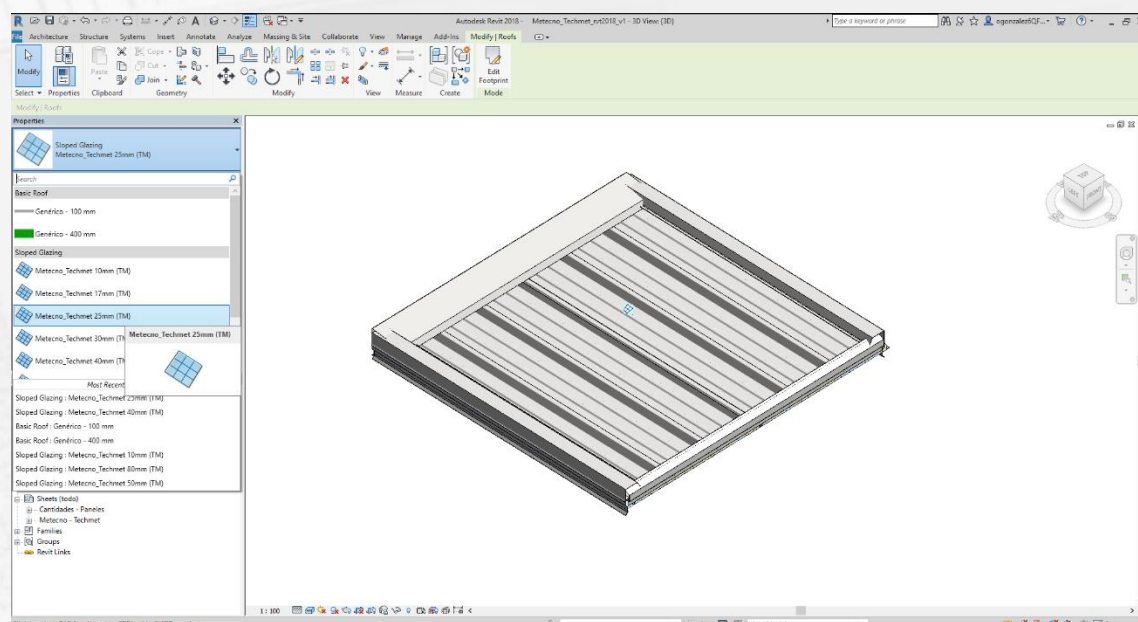 Autodesk Revit 2018 - Metecno_Techmet_rvt2018_v1 - 3D View: {3D}
Type a keyword or phrase
ogonzalez6QF...
File Architecture Structure Systems Insert Annotate Analyze Massing & Site Collaborate View Manage Add-Ins Modify | Roofs
Modify
Paste
Cope
Cut
Join
Edit
Footprint
Select Properties Clipboard Geometry Modify View Measure Create Mode
Modify | Roofs
Properties
Sloped Glazing
Metecno_Techmet 25mm (TM)
Search
Basic Roof
Genérico - 100 mm
Genérico - 400 mm
Sloped Glazing
Metecno_Techmet 10mm (TM)
Metecno_Techmet 17mm (TM)
Metecno_Techmet 25mm (TM)
Metecno_Techmet 30mm (TM
Metecno_Techmet 25mm (TM)
Metecno_Techmet 40mm (TM
Most Recent
Sloped Glazing : Metecno_Techmet 25mm (TM)
Sloped Glazing : Metecno_Techmet 40mm (TM)
Basic Roof : Genérico - 100 mm
Basic Roof : Genérico - 400 mm
Sloped Glazing : Metecno_Techmet 10mm (TM)
Sloped Glazing : Metecno_Techmet 80mm (TM)
Sloped Glazing : Metecno_Techmet 50mm (TM)
Sheets (todo)
Cantidades - Paneles
Metecno - Techmet
Families
Groups
Revit Links
TOP
LEFT
FRONT
1 : 100